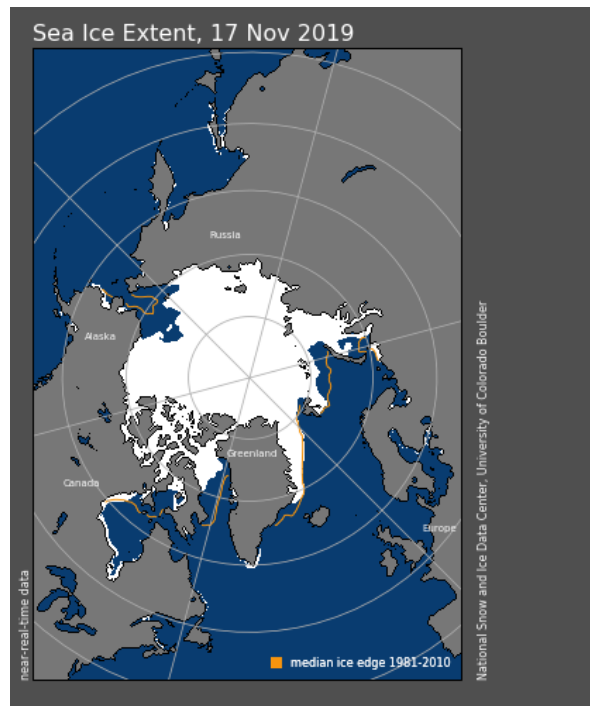 Sea Ice Extent, 17 Nov 2019
Russia
Alaska
Greenland
Canada
Europe
near-real-time data
National Snow and Ice Data Center, University of Colorado Boulder
median ice edge 1981-2010